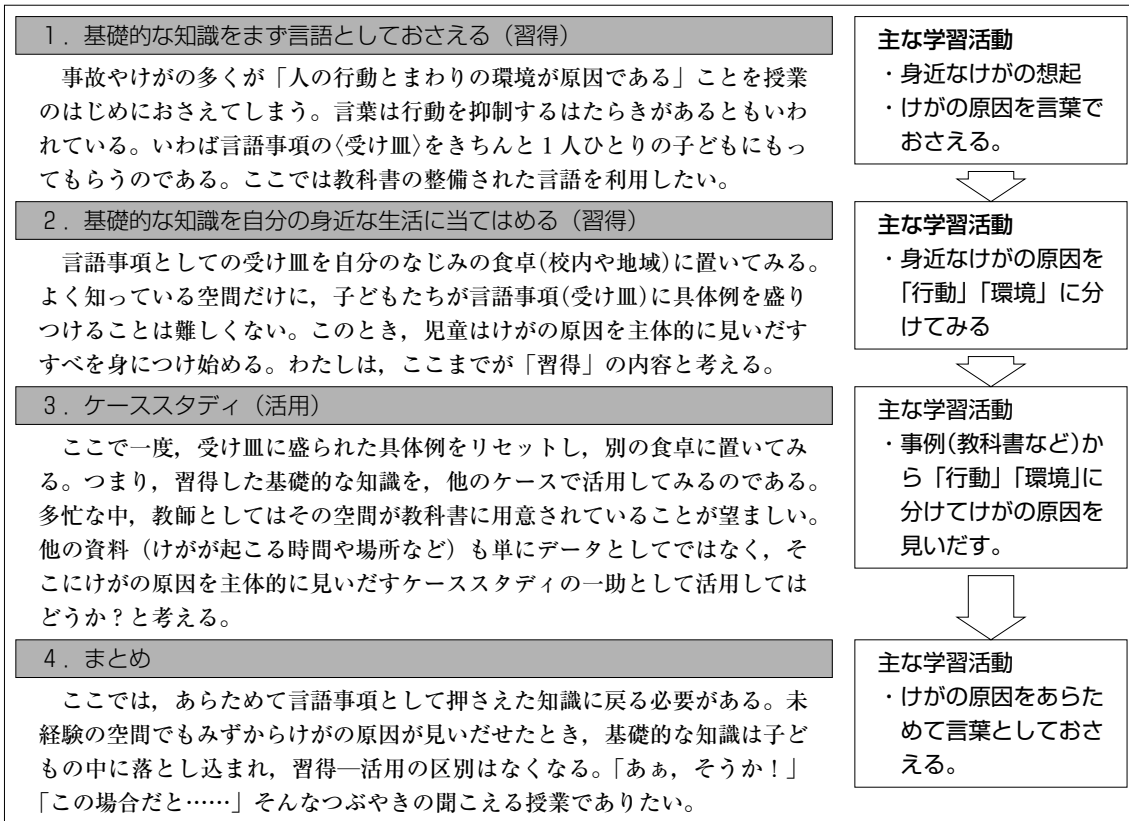 1．基礎的な知識をまず言語としておさえる（習得）
事故やけがの多くが「人の行動とまわりの環境が原因である」ことを授業
のはじめにおさえてしまう。言葉は行動を抑制するはたらきがあるともいわ
れている。いわば言語事項の〈受け皿〉をきちんと1人ひとりの子どもにもっ
てもらうのである。ここでは教科書の整備された言語を利用したい。
主な学習活動
・身近なけがの想起
・けがの原因を言葉で
おさえる。
2．基礎的な知識を自分の身近な生活に当てはめる（習得）
言語事項としての受け皿を自分のなじみの食卓(校内や地域)に置いてみる。
よく知っている空間だけに，子どもたちが言語事項(受け皿)に具体例を盛り
つけることは難しくない。このとき，児童はけがの原因を主体的に見いだす
すべを身につけ始める。わたしは，ここまでが「習得」の内容と考える。
主な学習活動
・身近なけがの原因を
「行動」「環境」に分
けてみる
3．ケーススタディ（活用）
ここで一度，受け皿に盛られた具体例をリセットし，別の食卓に置いてみ
る。つまり，習得した基礎的な知識を，他のケースで活用してみるのである。
多忙な中，教師としてはその空間が教科書に用意されていることが望ましい。
他の資料（けがが起こる時間や場所など）も単にデータとしてではなく，そ
こにけがの原因を主体的に見いだすケーススタディの一助として活用しては
どうか？と考える。
主な学習活動
・事例(教科書など)か
ら「行動」「環境」に
分けてけがの原因を
見いだす。
4．まとめ
ここでは，あらためて言語事項として押さえた知識に戻る必要がある。未
経験の空間でもみずからけがの原因が見いだせたとき，基礎的な知識は子ど
もの中に落とし込まれ，習得―活用の区別はなくなる。「あぁ，そうか！」
「この場合だと……」そんなつぶやきの聞こえる授業でありたい。
主な学習活動
・けがの原因をあらた
めて言葉としておさ
える。